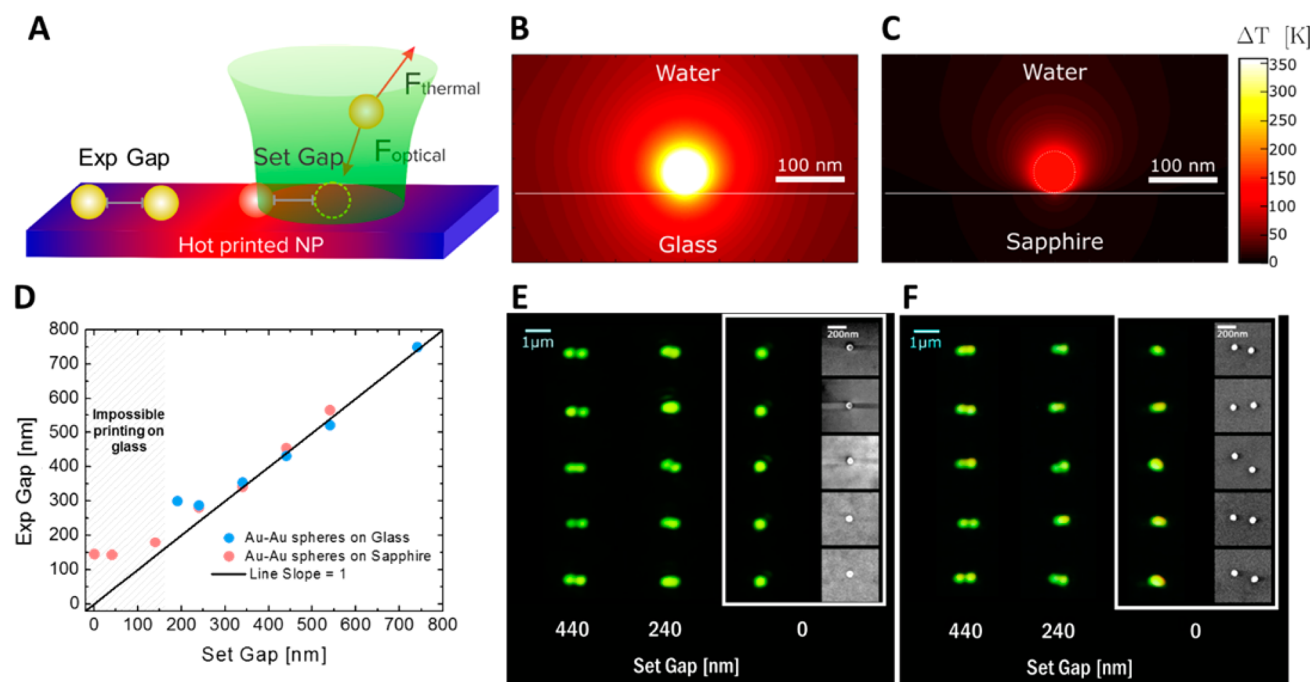 A
Exp Gap
Set Gap
Fthermal
Foptical
Hot printed NP
B
Water
100 nm
Glass
C
Water
100 nm
Sapphire
ΔT [K]
350
300
250
200
150
100
50
0
D
Exp Gap [nm]
800
700
600
500
400
300
200
100
0
Impossible
printing on
glass
Au-Au spheres on Glass
Au-Au spheres on Sapphire
Line Slope = 1
0 100 200 300 400 500 600 700 800
Set Gap [nm]
E
1µm
200nm
440 240 0
Set Gap [nm]
F
1µm
200nm
440 240 0
Set Gap [nm]